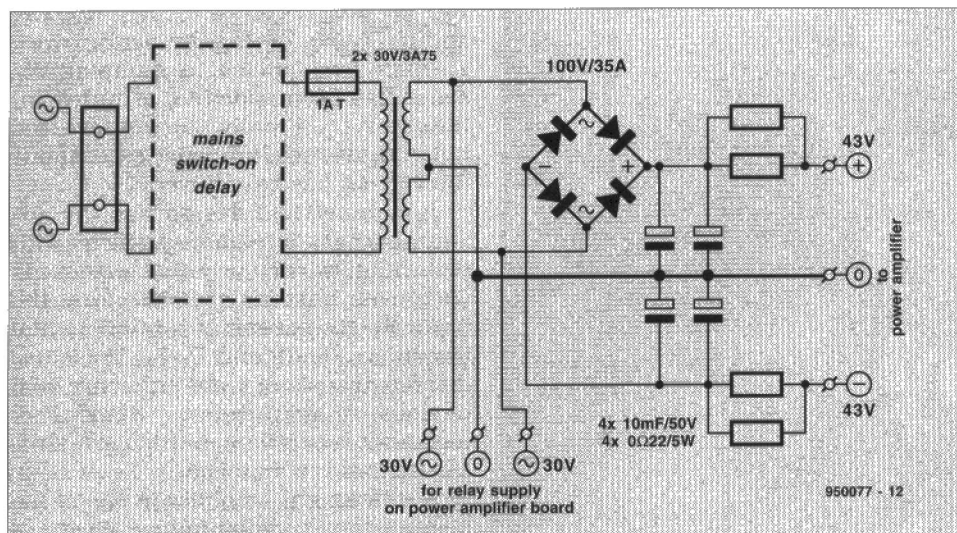 2x 30V/3A75
1A T
mains
switch-on
delay
100V/35A
~
~
−
+
~
~
43V
+
0
to
power amplifier
−
43V
4x 10mF/50V
4x 0Ω22/5W
30V ~
0
~ 30V
for relay supply
on power amplifier board
950077 - 12